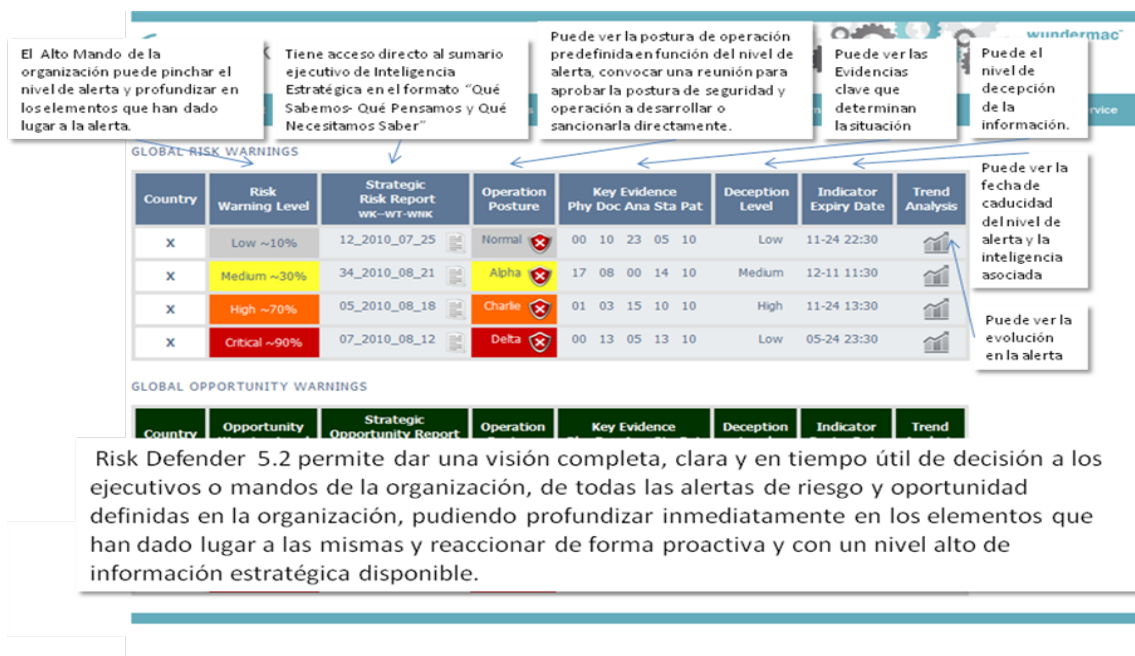 wundermac
El Alto Mando de la
organización puede pinchar el
nivel de alerta y profundizar en
los elementos que han dado
lugar a la alerta.
Tiene acceso directo al sumario
ejecutivo de Inteligencia
Estratégica en el formato “Qué
Sabemos- Qué Pensamos y Qué
Necesitamos Saber”
Puede ver la postura de operación
predefinida en función del nivel de
alerta, convocar una reunión para
aprobar la postura de seguridad y
operación a desarrollar o
sancionarla directamente.
Puede ver las
Evidencias
clave que
determinan
la situación
Puede el
nivel de
decepción
de la
información.
GLOBAL RISK WARNINGS
Puede ver la
fecha de
caducidad
del nivel de
alerta y la
inteligencia
asociada
Country Risk Warning Level Strategic Risk Report WK–WT-WNK Operation Posture Key Evidence Phy Doc Ana Sta Pat Deception Level Indicator Expiry Date Trend Analysis
X Low ~10% 12_2010_07_25 Normal 00 10 23 05 10 Low 11-24 22:30
X Medium ~30% 34_2010_08_21 Alpha 17 08 00 14 10 Medium 12-11 11:30
X High ~70% 05_2010_08_18 Charlie 01 03 15 10 10 High 11-24 13:30
X Critical ~90% 07_2010_08_12 Delta 00 13 05 13 10 Low 05-24 23:30
Puede ver la
evolución
en la alerta
GLOBAL OPPORTUNITY WARNINGS
Country Opportunity Strategic Opportunity Report Operation Key Evidence Deception Indicator Trend
Risk Defender 5.2 permite dar una visión completa, clara y en tiempo útil de decisión a los
ejecutivos o mandos de la organización, de todas las alertas de riesgo y oportunidad
definidas en la organización, pudiendo profundizar inmediatamente en los elementos que
han dado lugar a las mismas y reaccionar de forma proactiva y con un nivel alto de
información estratégica disponible.